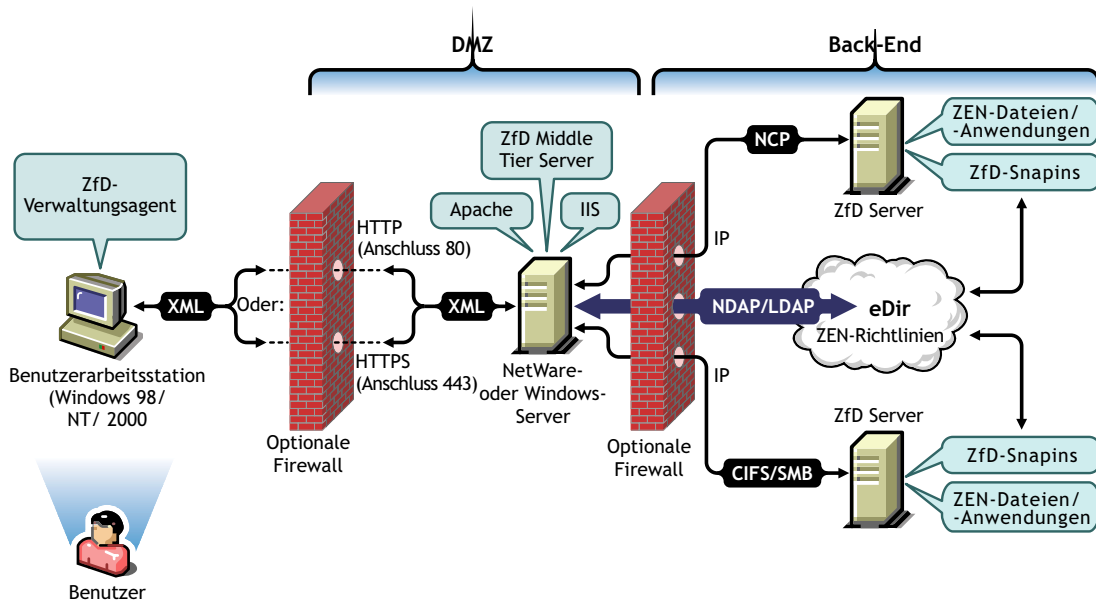 DMZ
Back-End
ZfD-
Verwaltungsagent
XML
Oder:
Benutzerarbeitsstation
(Windows 98/
NT/ 2000
Benutzer
HTTP
(Anschluss 80)
HTTPS
(Anschluss 443)
Optionale
Firewall
XML
ZfD Middle
Tier Server
Apache
IIS
NetWare-
oder Windows-
Server
Optionale
Firewall
IP
NCP
NDAP/LDAP
IP
CIFS/SMB
ZEN-Dateien/
-Anwendungen
ZfD-Snapins
ZfD Server
eDir
ZEN-Richtlinien
ZfD Server
ZfD-Snapins
ZEN-Dateien/
-Anwendungen